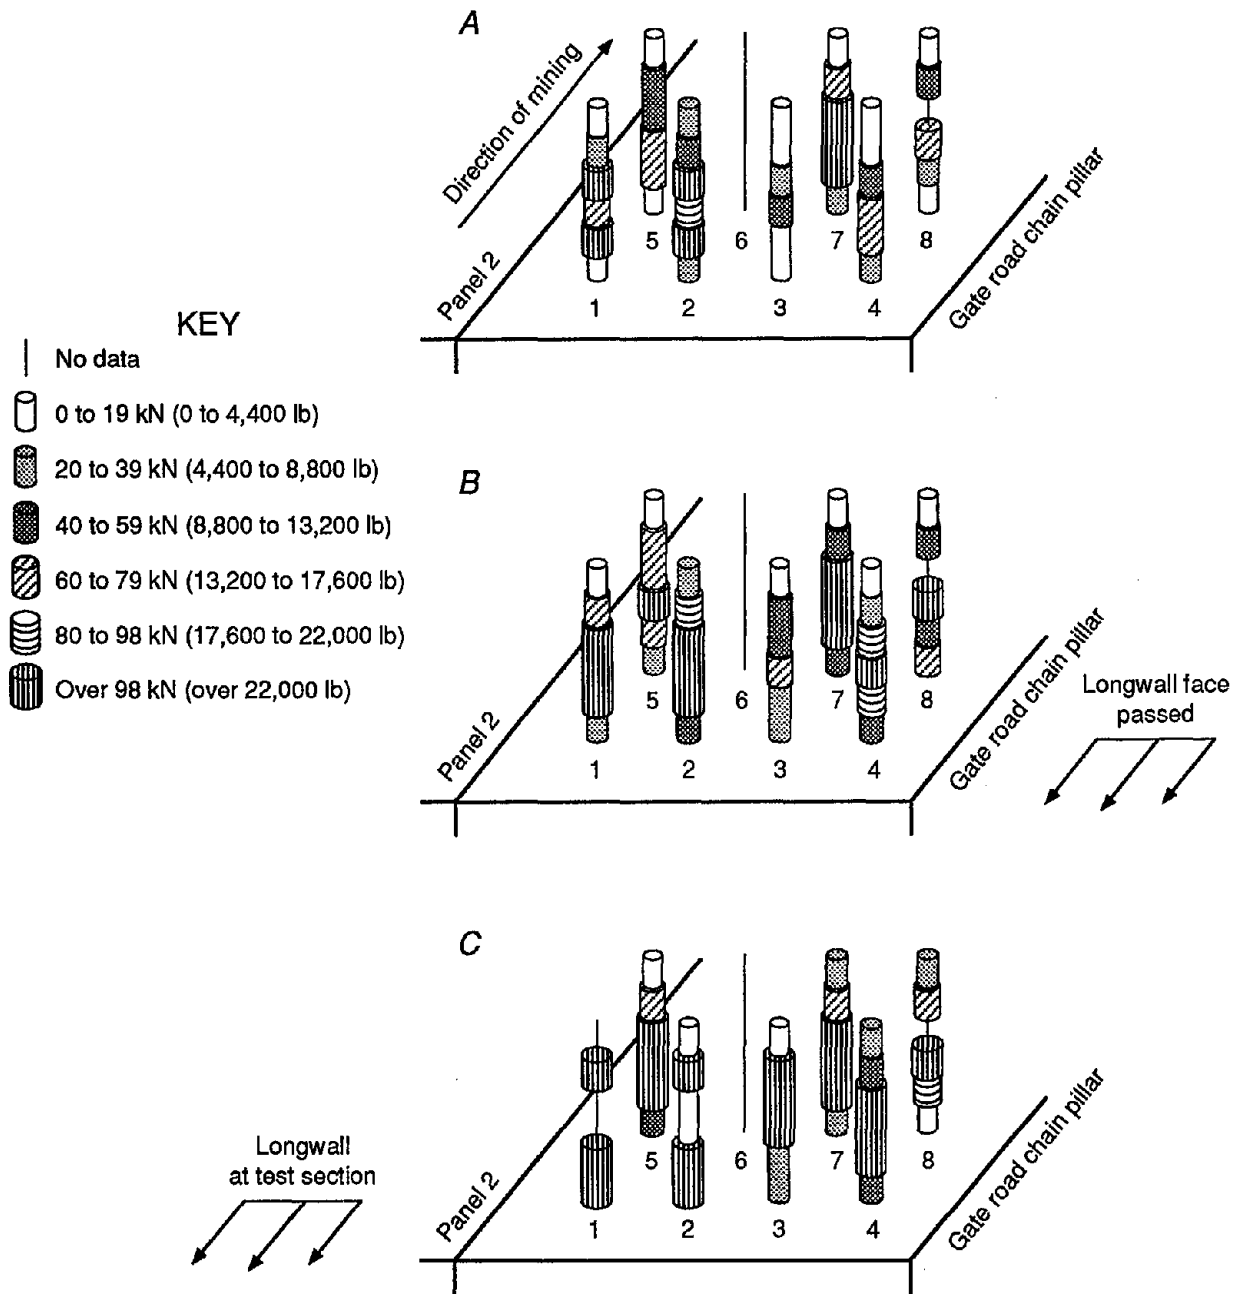 A
Direction of mining
Panel 2
Gate road chain pillar
5
6
7
8
1
2
3
4
KEY
No data
0 to 19 kN (0 to 4,400 lb)
20 to 39 kN (4,400 to 8,800 lb)
40 to 59 kN (8,800 to 13,200 lb)
60 to 79 kN (13,200 to 17,600 lb)
80 to 98 kN (17,600 to 22,000 lb)
Over 98 kN (over 22,000 lb)
B
Panel 2
Gate road chain pillar
5
6
7
8
1
2
3
4
Longwall face
passed
C
Panel 2
Gate road chain pillar
5
6
7
8
1
2
3
4
Longwall
at test section